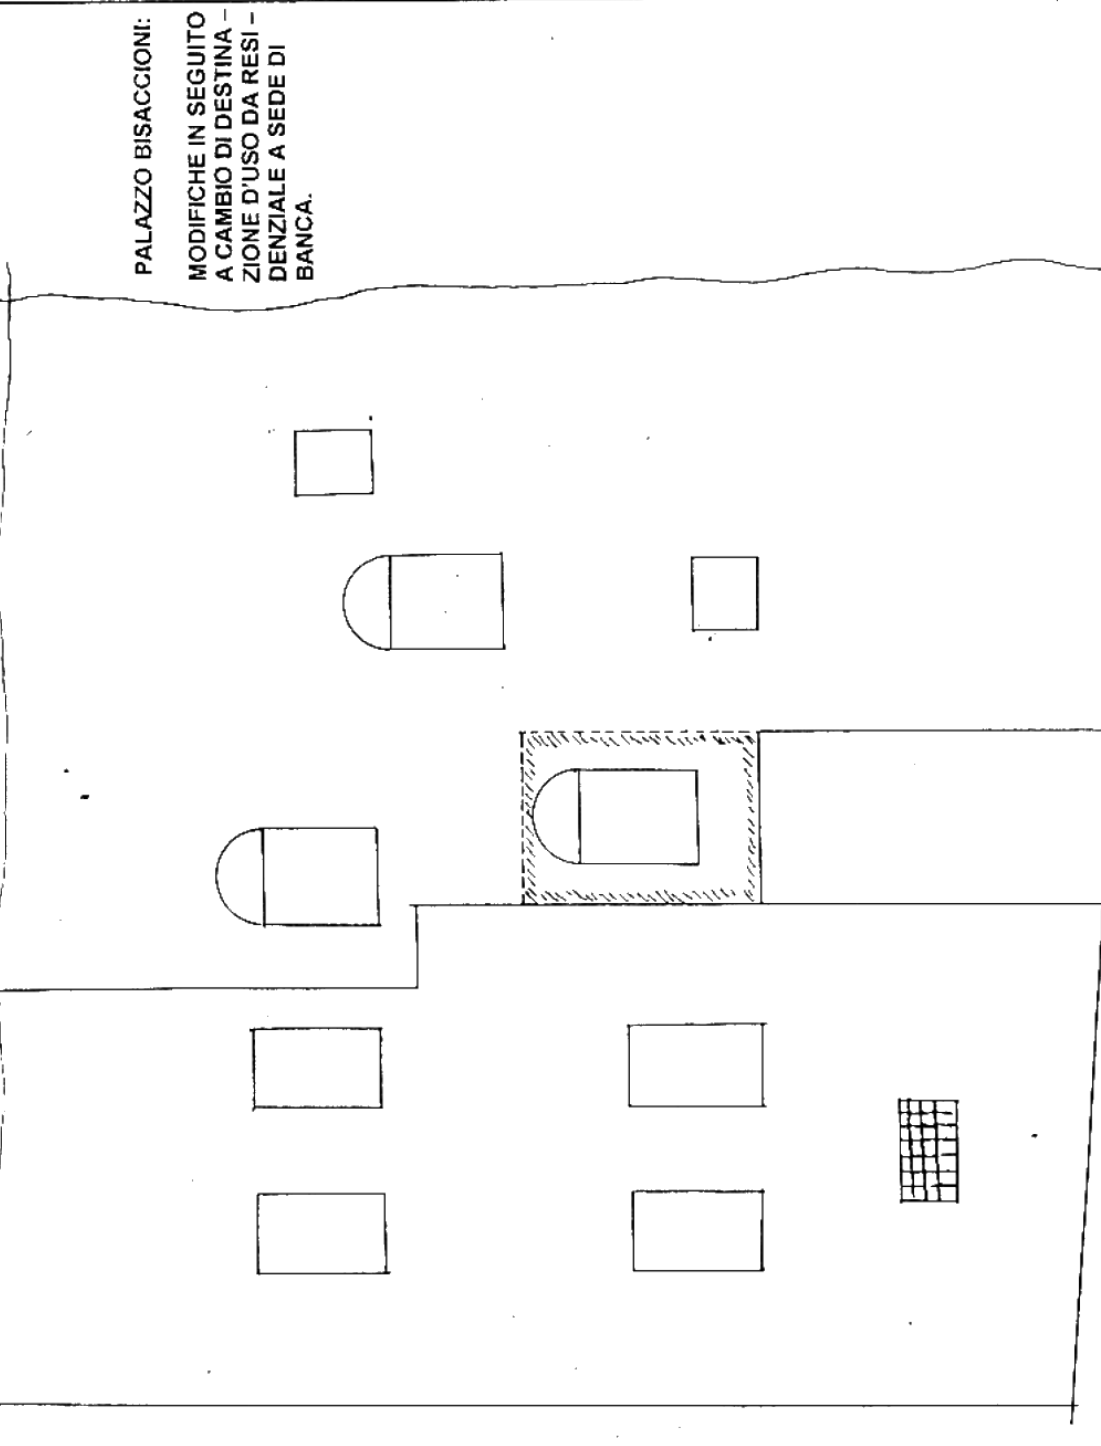 PALAZZO BISACCIONI:
MODIFICHE IN SEGUITO
A CAMBIO DI DESTINA –
ZIONE D'USO DA RESI –
DENZIALE A SEDE DI
BANCA.